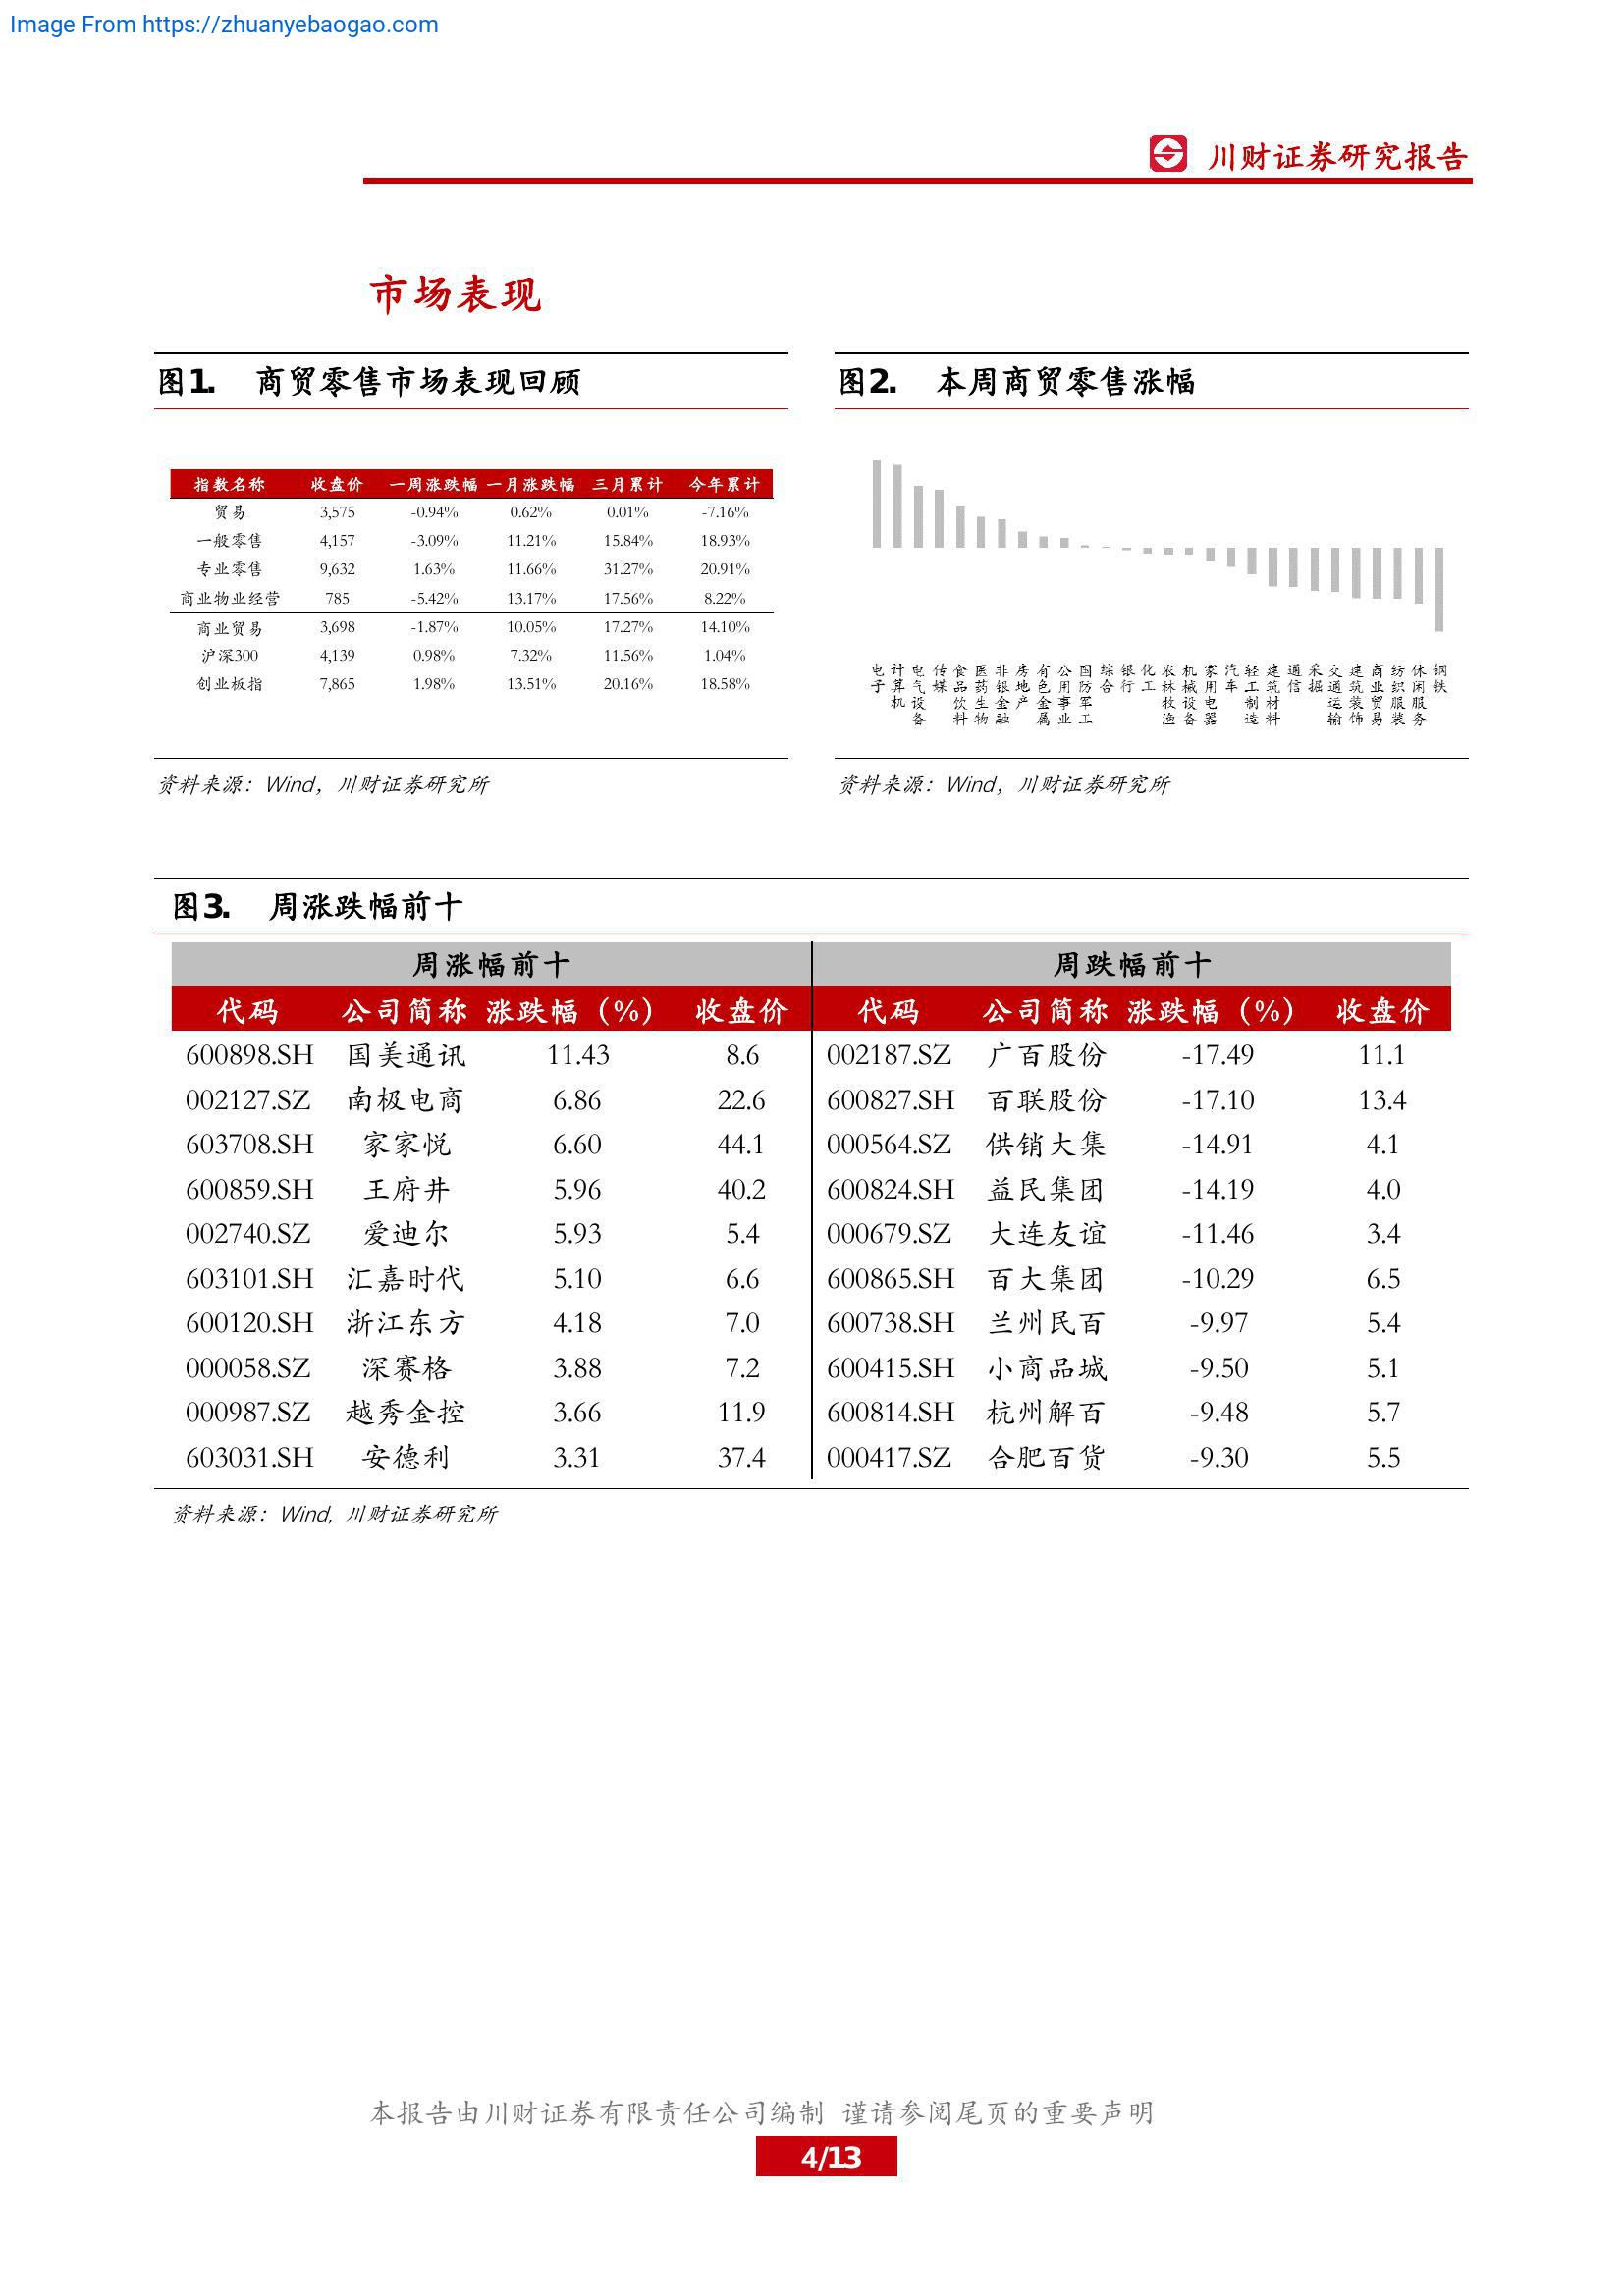 Image From https://zhuanyebaogao.com
川财证券研究报告
市场表现
图1. 商贸零售市场表现回顾
指数名称 收盘价 一周涨跌幅 一月涨跌幅 三月累计 今年累计
贸易 3,575 -0.94% 0.62% 0.01% -7.16%
一般零售 4,157 -3.09% 11.21% 15.84% 18.93%
专业零售 9,632 1.63% 11.66% 31.27% 20.91%
商业物业经营 785 -5.42% 13.17% 17.56% 8.22%
商业贸易 3,698 -1.87% 10.05% 17.27% 14.10%
沪深300 4,139 0.98% 7.32% 11.56% 1.04%
创业板指 7,865 1.98% 13.51% 20.16% 18.58%
资料来源：Wind，川财证券研究所
图2. 本周商贸零售涨幅
电子 计算机 电气设备 传媒 食品饮料 医药生物 非银金融 房地产 有色金属 公用事业 国防军工 综合 银行 化工 农林牧渔 机械设备 家用电器 汽车 轻工制造 建筑材料 通信 采掘 交通运输 建筑装饰 商业贸易 纺织服装 休闲服务 钢铁
资料来源：Wind，川财证券研究所
图3. 周涨跌幅前十
周涨幅前十 周跌幅前十
代码 公司简称 涨跌幅（%） 收盘价 代码 公司简称 涨跌幅（%） 收盘价
600898.SH 国美通讯 11.43 8.6 002187.SZ 广百股份 -17.49 11.1
002127.SZ 南极电商 6.86 22.6 600827.SH 百联股份 -17.10 13.4
603708.SH 家家悦 6.60 44.1 000564.SZ 供销大集 -14.91 4.1
600859.SH 王府井 5.96 40.2 600824.SH 益民集团 -14.19 4.0
002740.SZ 爱迪尔 5.93 5.4 000679.SZ 大连友谊 -11.46 3.4
603101.SH 汇嘉时代 5.10 6.6 600865.SH 百大集团 -10.29 6.5
600120.SH 浙江东方 4.18 7.0 600738.SH 兰州民百 -9.97 5.4
000058.SZ 深赛格 3.88 7.2 600415.SH 小商品城 -9.50 5.1
000987.SZ 越秀金控 3.66 11.9 600814.SH 杭州解百 -9.48 5.7
603031.SH 安德利 3.31 37.4 000417.SZ 合肥百货 -9.30 5.5
资料来源：Wind, 川财证券研究所
本报告由川财证券有限责任公司编制 谨请参阅尾页的重要声明
4/13